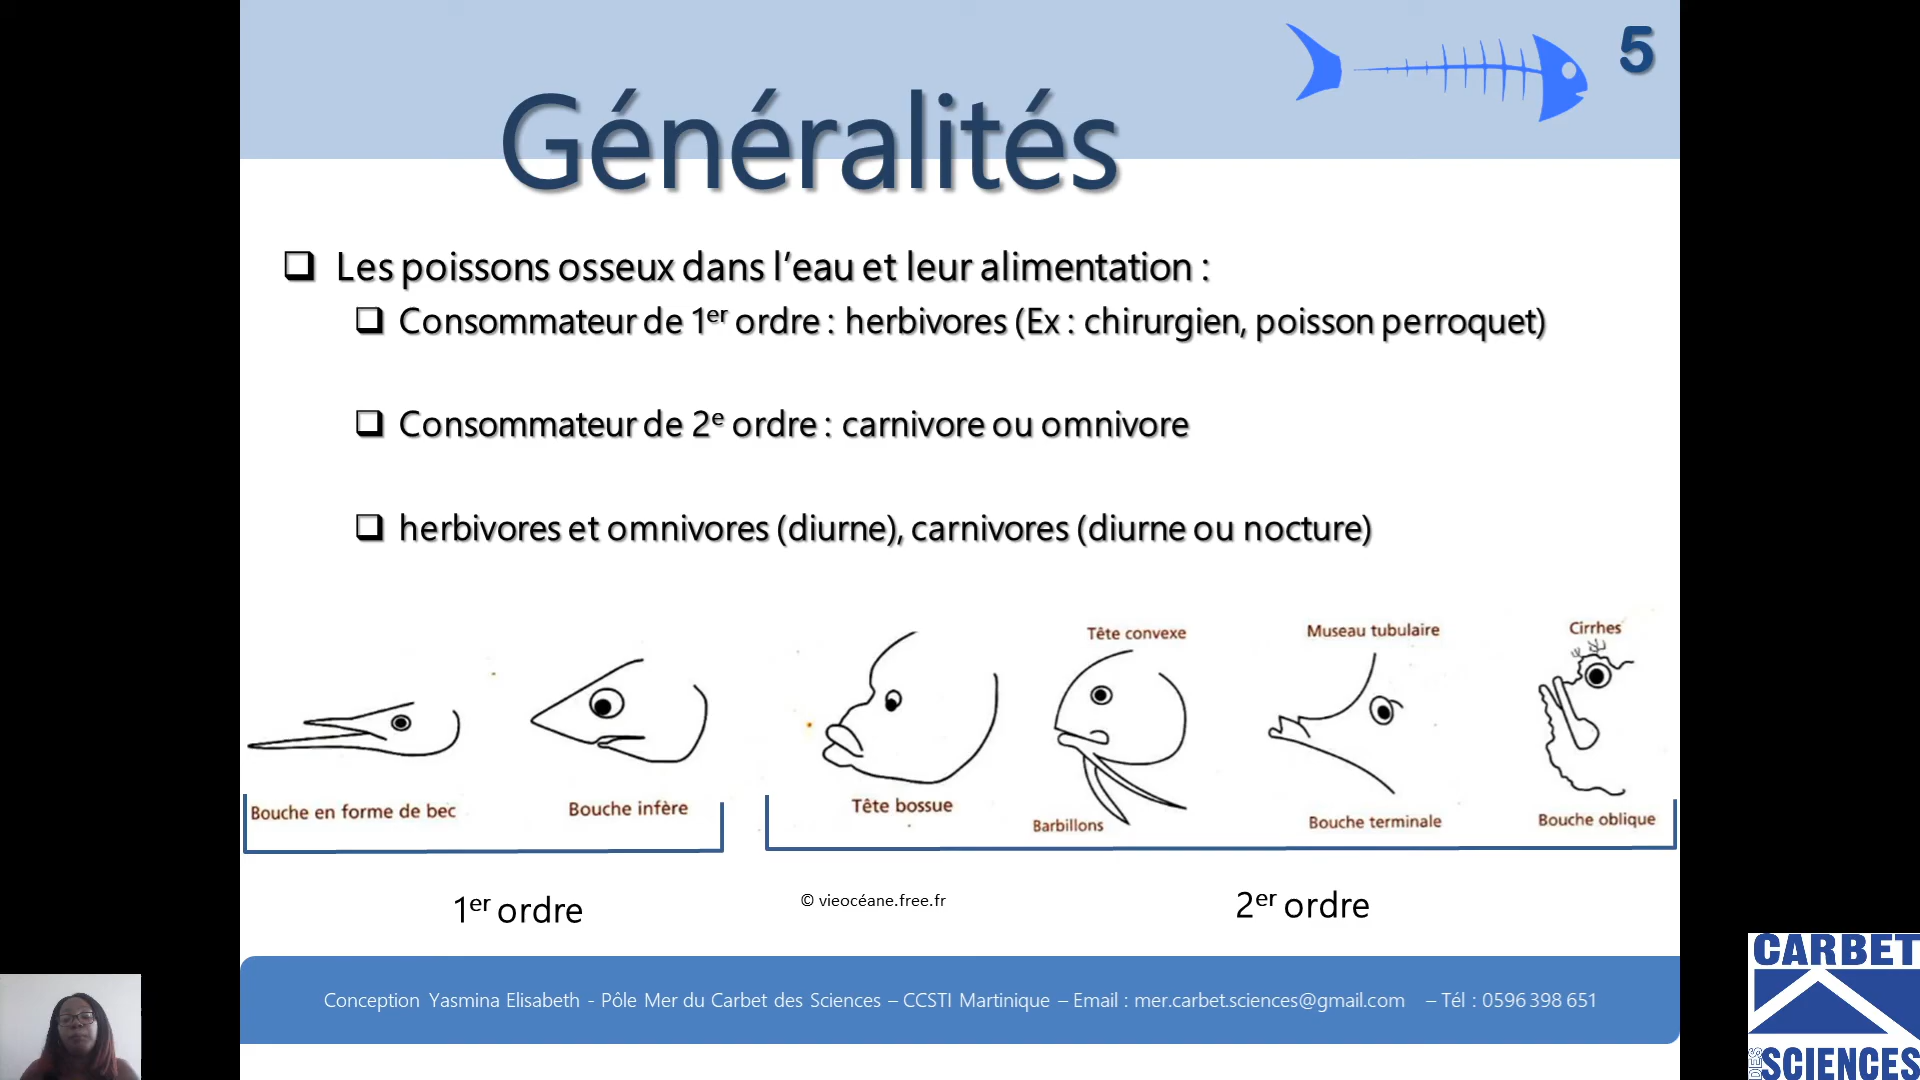 5
Généralités
Les poissons osseux dans l'eau et leur alimentation :
Consommateur de 1er ordre : herbivores (Ex : chirurgien, poisson perroquet)
Consommateur de 2e ordre : carnivore ou omnivore
herbivores et omnivores (diurne), carnivores (diurne ou nocture)
Tête convexe
Museau tubulaire
Cirrhes
Bouche en forme de bec
Bouche infère
Tête bossue
Barbillons
Bouche terminale
Bouche oblique
1er ordre
© vieocéane.free.fr
2er ordre
Conception Yasmina Elisabeth - Pôle Mer du Carbet des Sciences – CCSTI Martinique – Email : mer.carbet.sciences@gmail.com – Tél : 0596 398 651
CARBET
DES SCIENCES